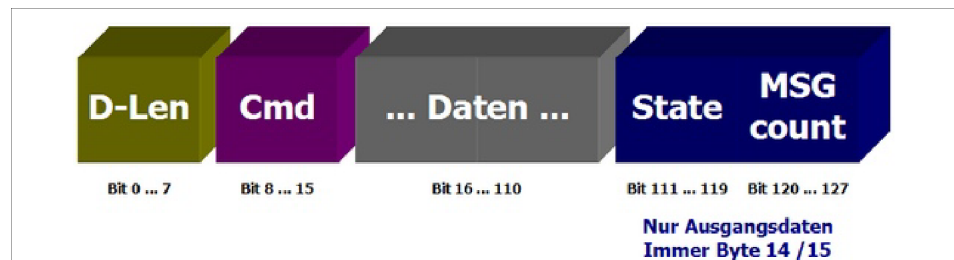 D-Len Cmd ... Daten ... State MSG count
Bit 0 ... 7 Bit 8 ... 15 Bit 16 ... 110 Bit 111 ... 119 Bit 120 ... 127
Nur Ausgangsdaten
Immer Byte 14 /15